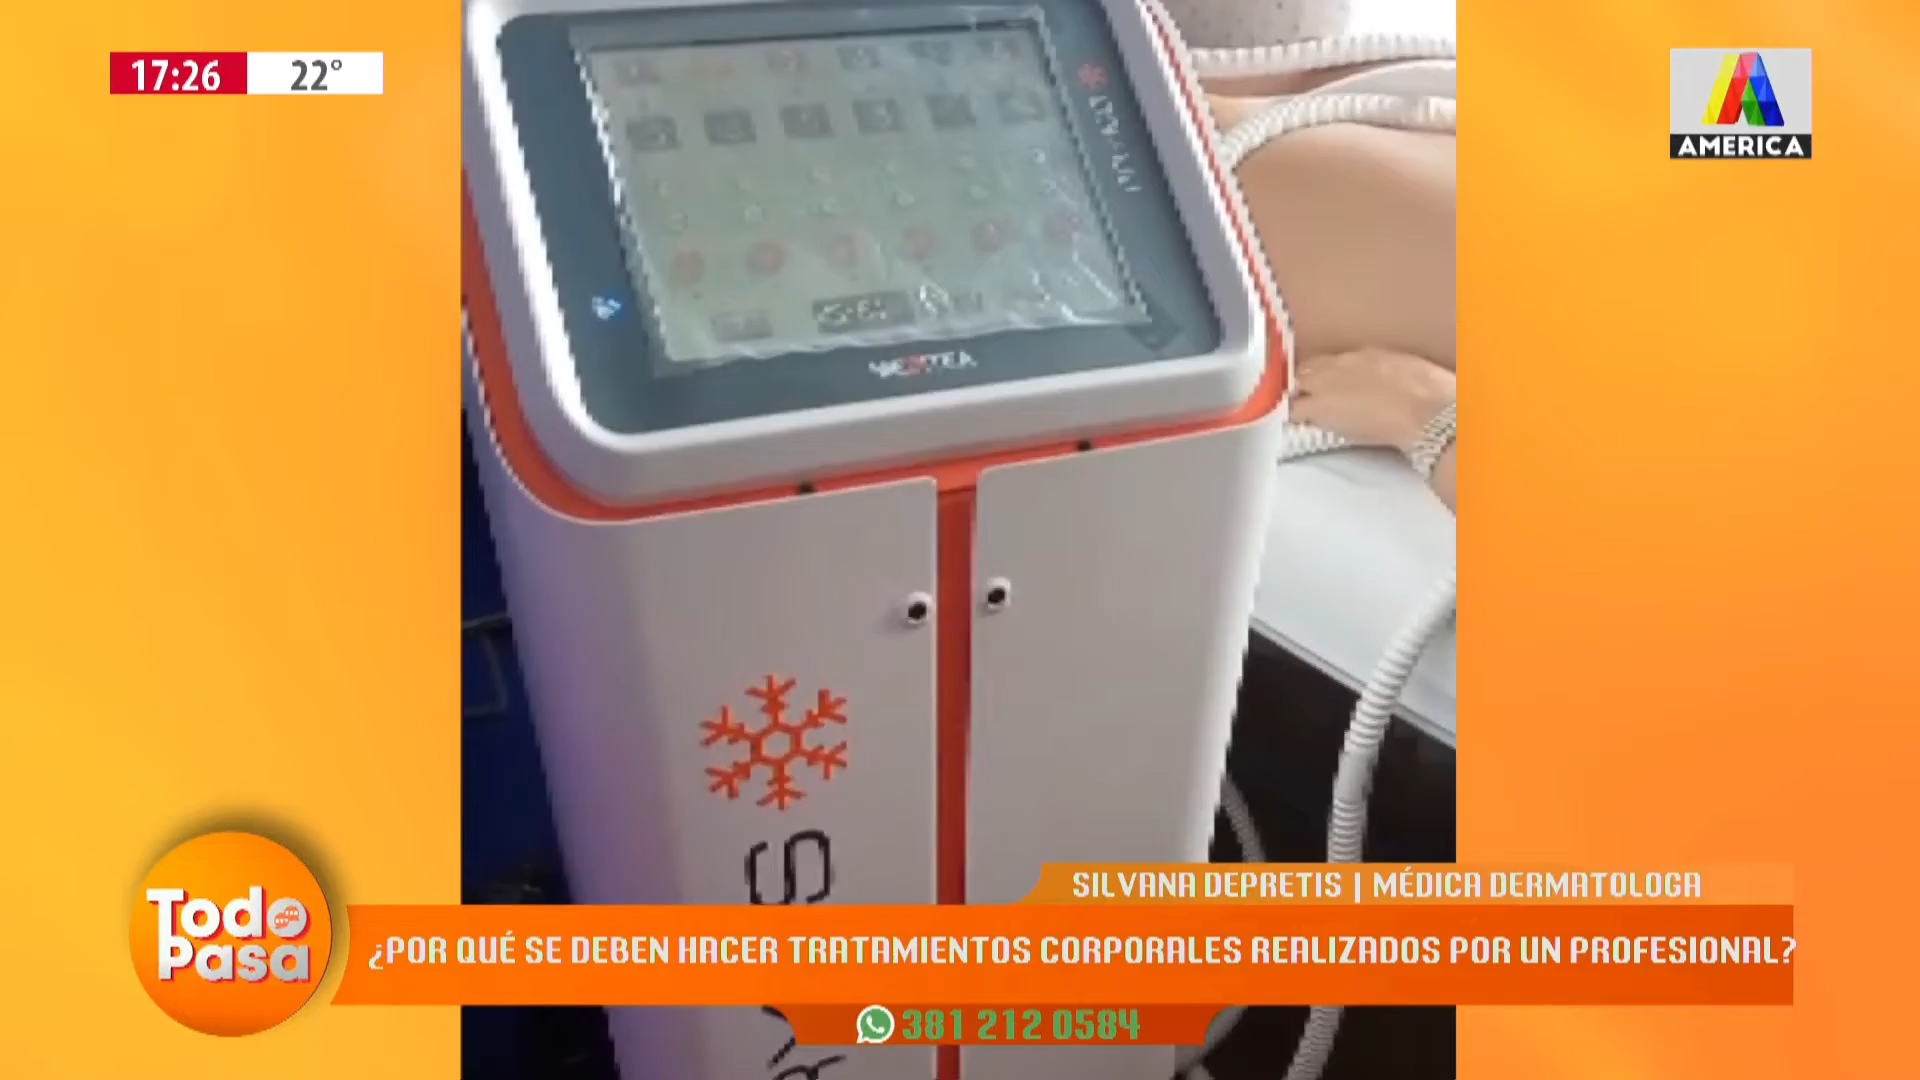 17:26 22°
AMERICA
SILVANA DEPRETIS | MÉDICA DERMATOLOGA
Todo
Pasa
¿POR QUÉ SE DEBEN HACER TRATAMIENTOS CORPORALES REALIZADOS POR UN PROFESIONAL?
381 212 0584